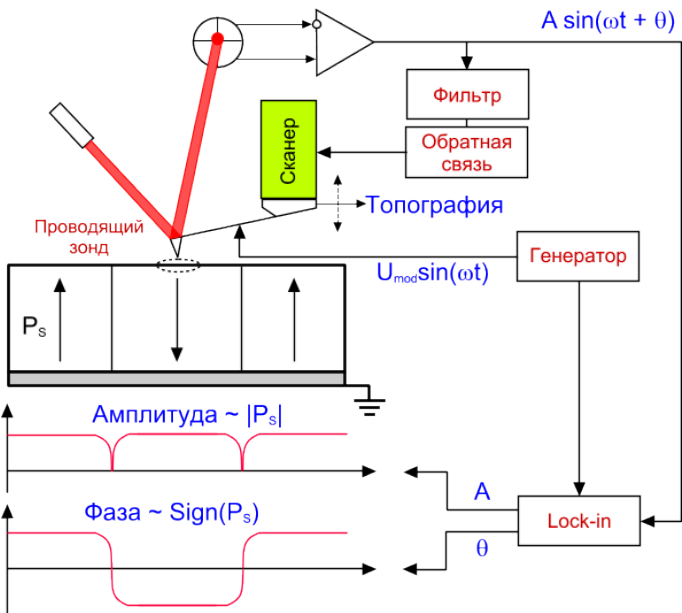 A sin(ωt + θ)
Фильтр
Обратная
связь
Сканер
Топография
Проводящий
зонд
Генератор
Umodsin(ωt)
Ps
Амплитуда ~ |Ps|
A
Фаза ~ Sign(Ps)
Lock-in
θ